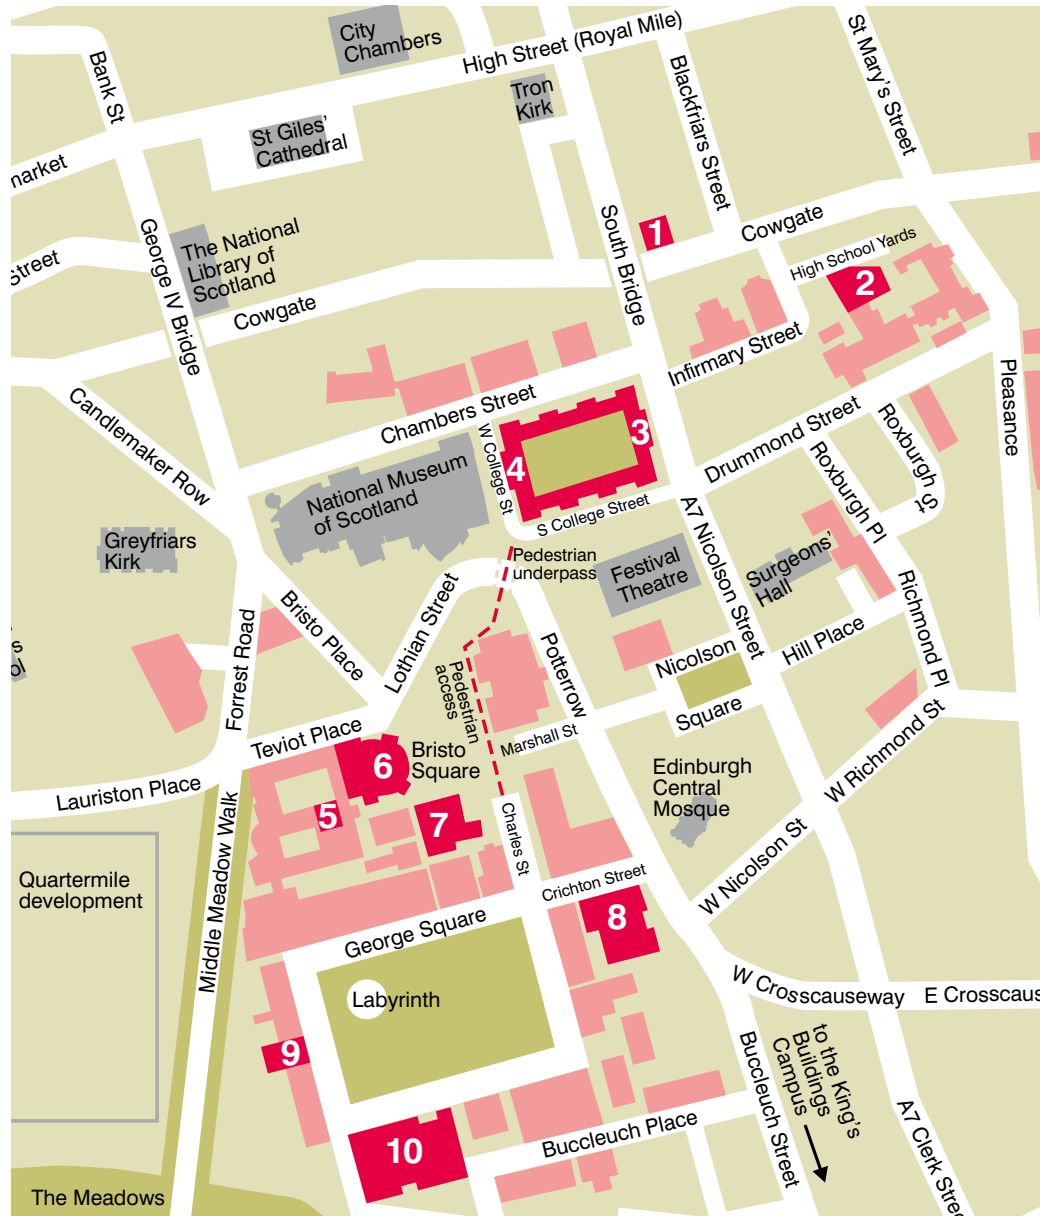 City
Chambers
High Street (Royal Mile)
St Mary's Street
Bank St
Blackfriars Street
Tron
Kirk
St Giles'
Cathedral
market
South Bridge
1
Cowgate
George IV Bridge
The National
Library of
Scotland
Street
High School Yards
2
Cowgate
Infirmary Street
Pleasance
Candlemaker Row
Chambers Street
W College St
3
4
Drummond Street
Roxburgh
St
Roxburgh Pl
National Museum
of Scotland
S College Street
A7 Nicolson Street
Greyfriars
Kirk
Pedestrian
underpass
Festival
Theatre
Surgeons'
Hall
Richmond Pl
Bristo Place
Lothian Street
Forrest Road
s
ol
Potterrow
Nicolson
Square
Hill Place
Pedestrian
access
Marshall St
Teviot Place
Bristo
Square
6
Lauriston Place
5
7
Charles St
Edinburgh
Central
Mosque
W Richmond St
W Nicolson St
Middle Meadow Walk
Quartermile
development
Crichton Street
8
George Square
Labyrinth
W Crosscauseway
E Crosscaus
9
Buccleuch Street
to the King's
Buildings
Campus
A7 Clerk Stree
10
Buccleuch Place
The Meadows